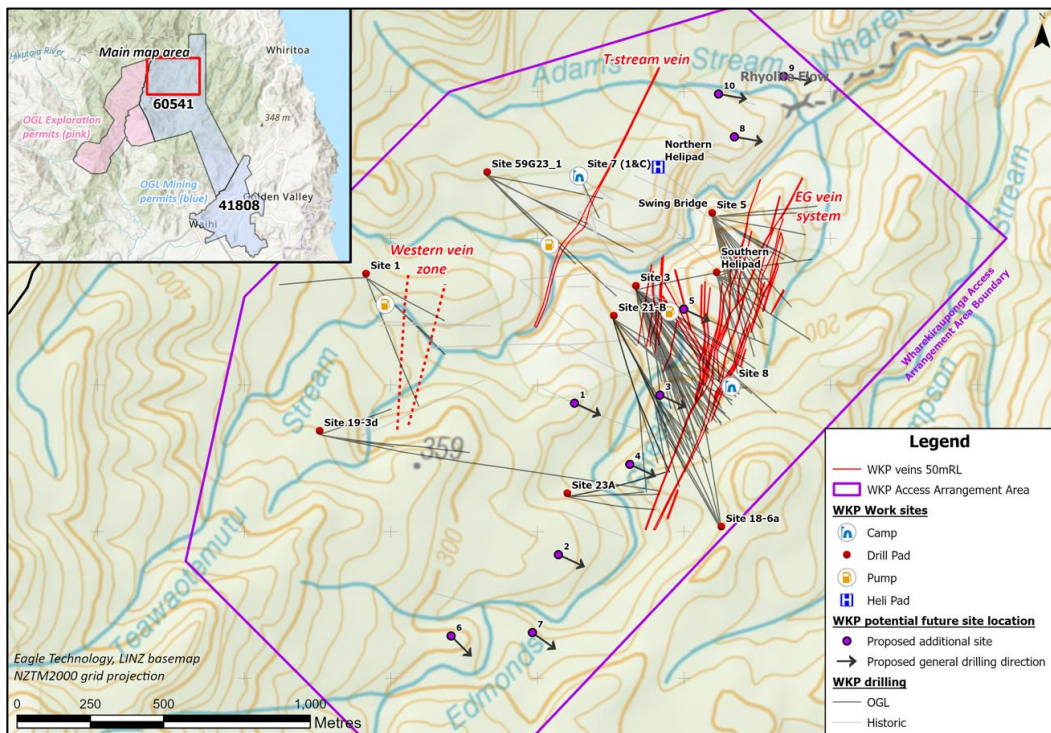 Hikutaia River
Main map area
Whiritoa
60541
348 m
OGL Exploration
permits (pink)
OGL Mining
permits (blue)
Golden Valley
41808
Waihi
T-stream vein
Adams Stream
Rhyolite Flow
9
10
8
Northern
Helipad
Site 59G23_1
Site 7 (1&C)
Swing Bridge
Site 5
EG vein
system
Stream
Western vein
zone
Southern
Helipad
Site 1
Site 3
Site 21-B
5
400
200
Wharekirauponga Access
Arrangement Area Boundary
Site 8
Stream
1
3
Site 19-3d
359
4
Site 23A
Site 18-6a
300
2
6
7
Teawaotemutu
Edmonds
Eagle Technology, LINZ basemap
NZTM2000 grid projection
0 250 500 1,000
Metres
Legend
WKP veins 50mRL
WKP Access Arrangement Area
WKP Work sites
Camp
Drill Pad
Pump
Heli Pad
WKP potential future site location
Proposed additional site
Proposed general drilling direction
WKP drilling
OGL
Historic